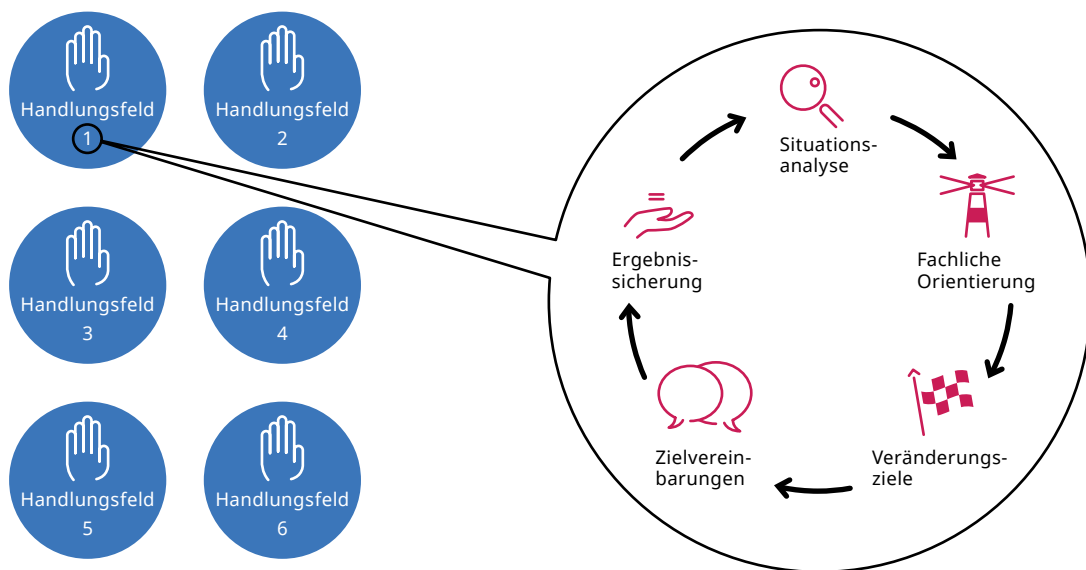 Handlungsfeld
1
Handlungsfeld
2
Handlungsfeld
3
Handlungsfeld
4
Handlungsfeld
5
Handlungsfeld
6
Situations-
analyse
Fachliche
Orientierung
Veränderungs-
ziele
Zielverein-
barungen
Ergebnis-
sicherung